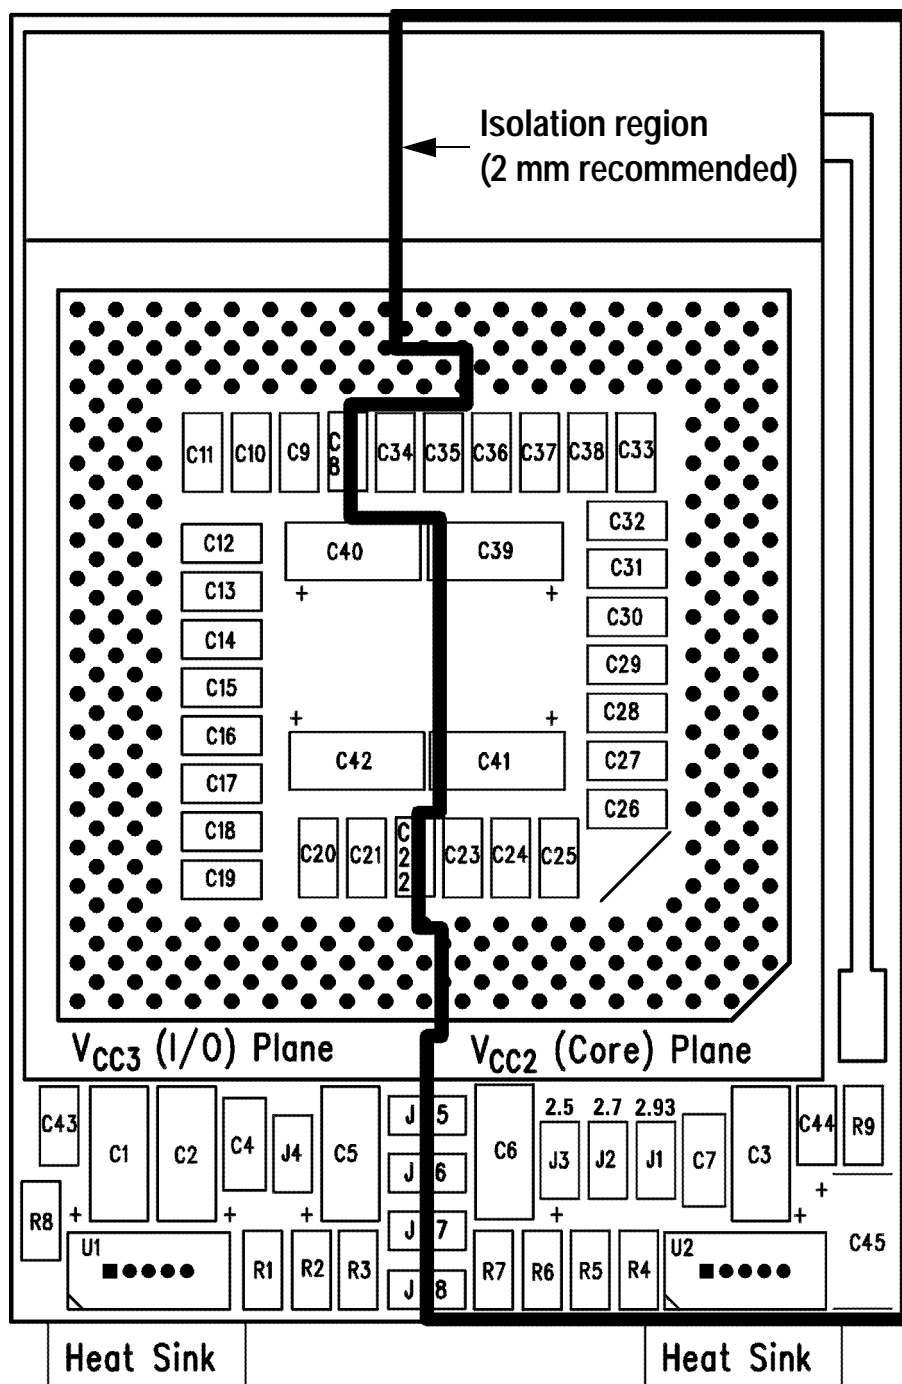 Isolation region
(2 mm recommended)
C11 C10 C9 C8 C34 C35 C36 C37 C38 C33
C32
C12 C40 C39
C31
C13
+ +
C30
C14
C29
C15
+ +
C28
C16
C42 C41 C27
C17
C26
C18
C20 C21 C22 C23 C24 C25
C19
VCC3 (I/O) Plane VCC2 (Core) Plane
2.5 2.7 2.93
C43 C1 C2 C4 J4 C5 J5 C6 J3 J2 J1 C7 C3 C44 R9
J6
+
R8 + + + + +
J7
U1 U2 C45
R1 R2 R3 R7 R6 R5 R4
J8
Heat Sink Heat Sink